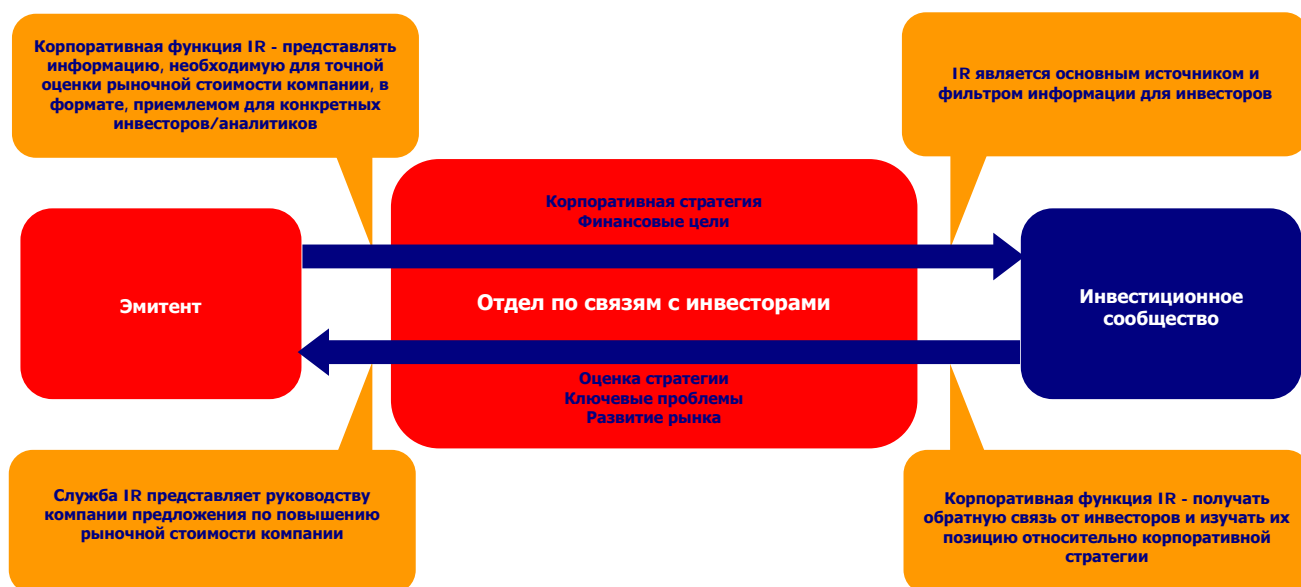 Корпоративная функция IR - представлять
информацию, необходимую для точной
оценки рыночной стоимости компании, в
формате, приемлемом для конкретных
инвесторов/аналитиков
IR является основным источником и
фильтром информации для инвесторов
Корпоративная стратегия
Финансовые цели
Эмитент
Отдел по связям с инвесторами
Инвестиционное
сообщество
Оценка стратегии
Ключевые проблемы
Развитие рынка
Служба IR представляет руководству
компании предложения по повышению
рыночной стоимости компании
Корпоративная функция IR - получать
обратную связь от инвесторов и изучать их
позицию относительно корпоративной
стратегии